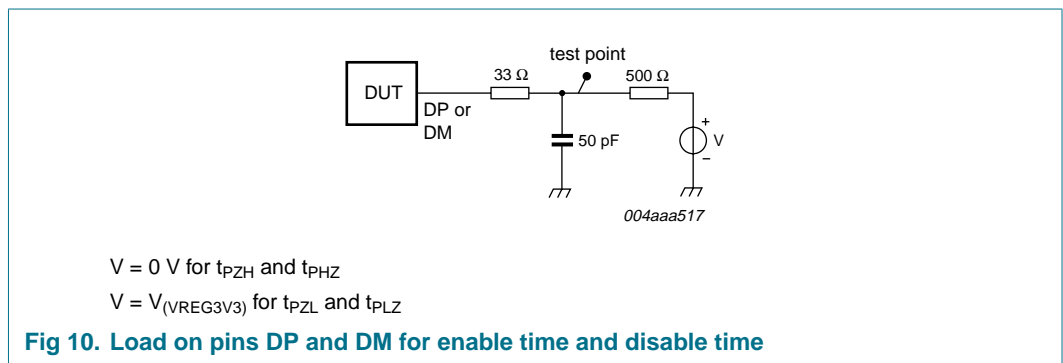 test point
33 Ω
500 Ω
DUT
DP or
DM
50 pF
+
V
−
004aaa517
V = 0 V for tPZH and tPHZ
V = V(VREG3V3) for tPZL and tPLZ
Fig 10. Load on pins DP and DM for enable time and disable time